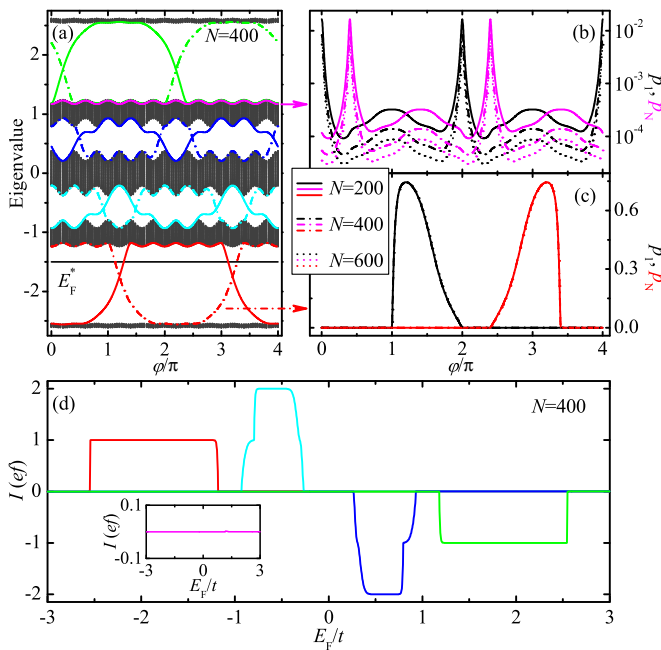 (a)
N=400
Eigenvalue
2
1
0
-1
-2
E*F
0 1 2 3 4
φ/π
(b)
10-2
10-3
10-4
p1, pN
N=200
N=400
N=600
(c)
0.6
0.3
0.0
p1, pN
0 1 2 3 4
φ/π
(d)
N=400
I (ef)
2
1
0
-1
-2
I (ef)
0.1
-0.1
-3 0 3
EF/t
-3 -2 -1 0 1 2 3
EF/t